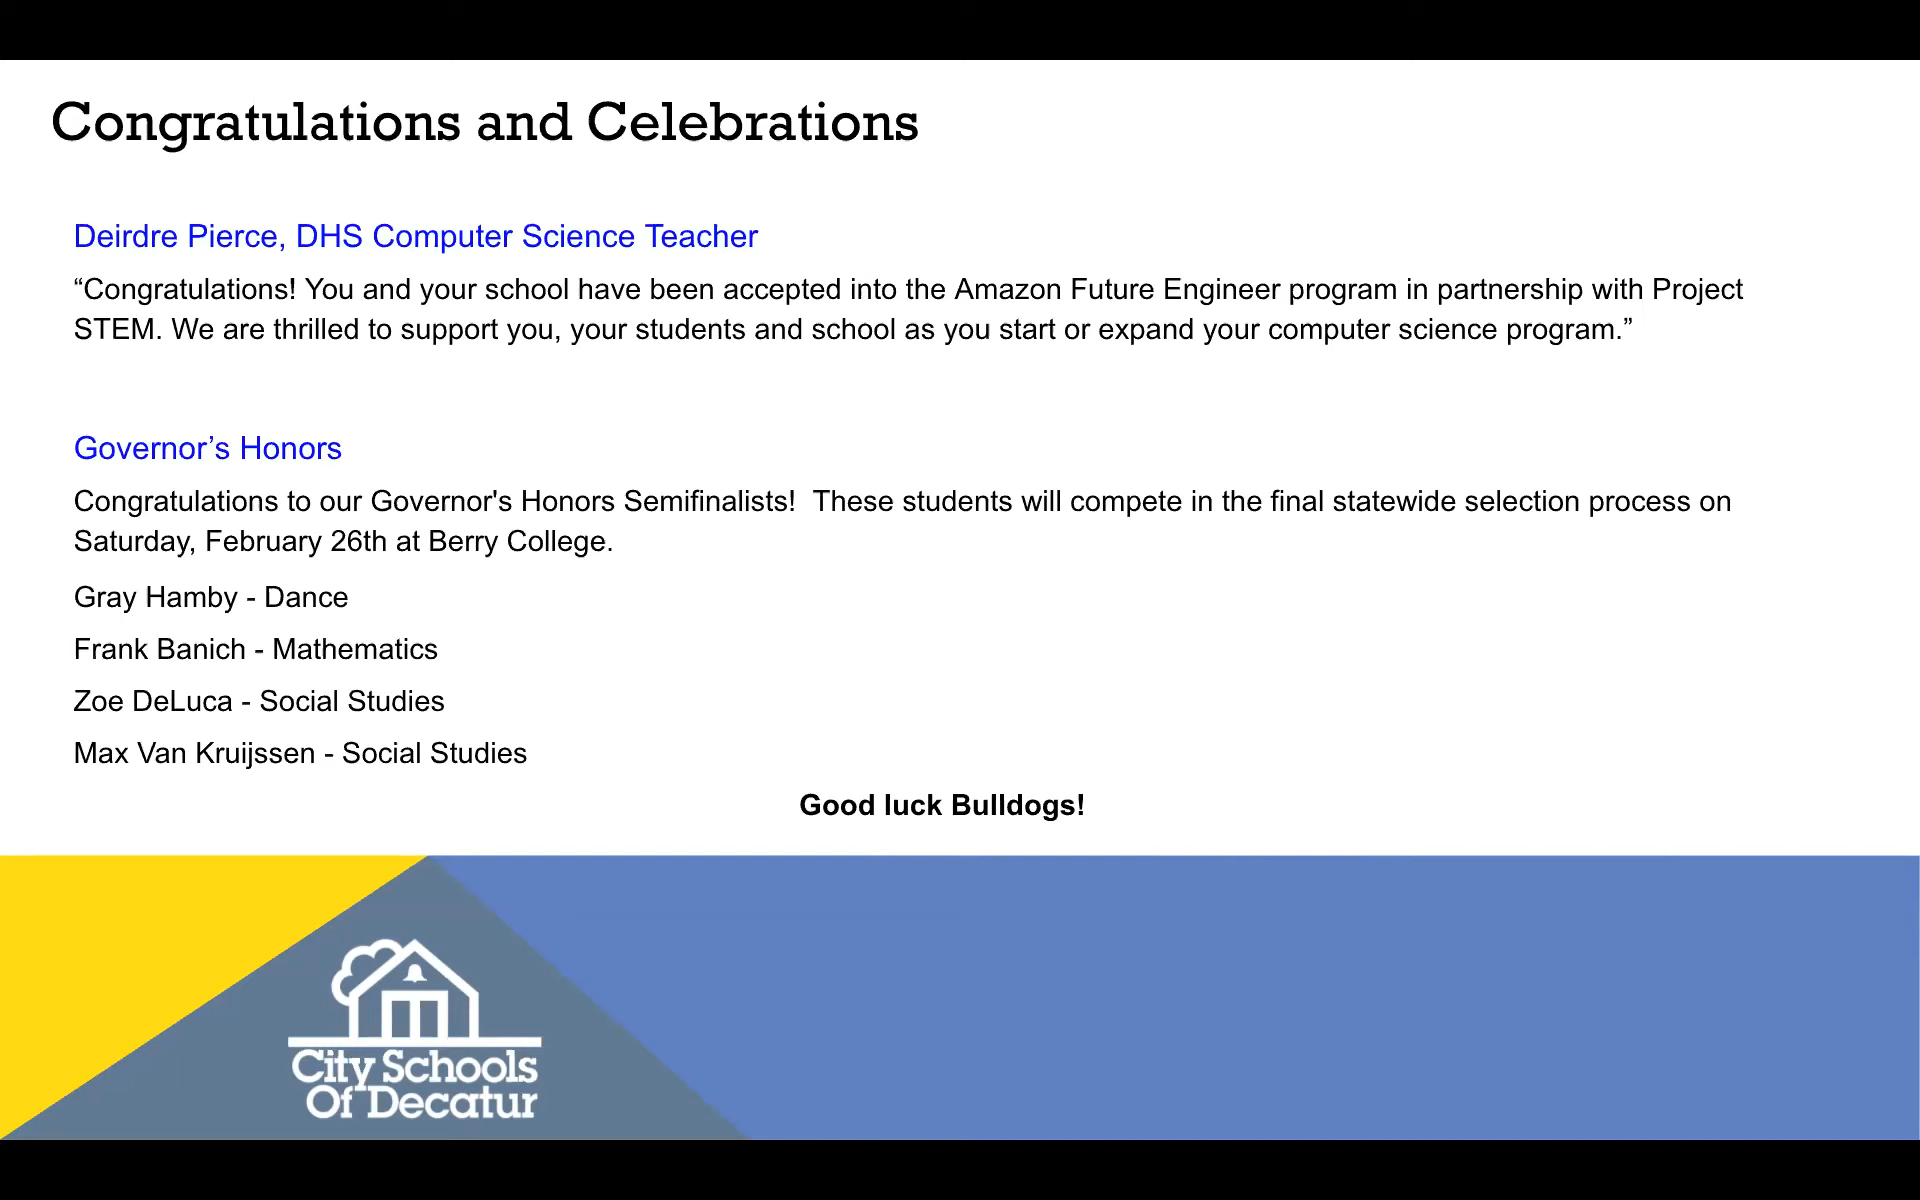 Congratulations and Celebrations
Deirdre Pierce, DHS Computer Science Teacher
“Congratulations! You and your school have been accepted into the Amazon Future Engineer program in partnership with Project
STEM. We are thrilled to support you, your students and school as you start or expand your computer science program.”
Governor’s Honors
Congratulations to our Governor's Honors Semifinalists!  These students will compete in the final statewide selection process on
Saturday, February 26th at Berry College.
Gray Hamby - Dance
Frank Banich - Mathematics
Zoe DeLuca - Social Studies
Max Van Kruijssen - Social Studies
Good luck Bulldogs!
City Schools
Of Decatur